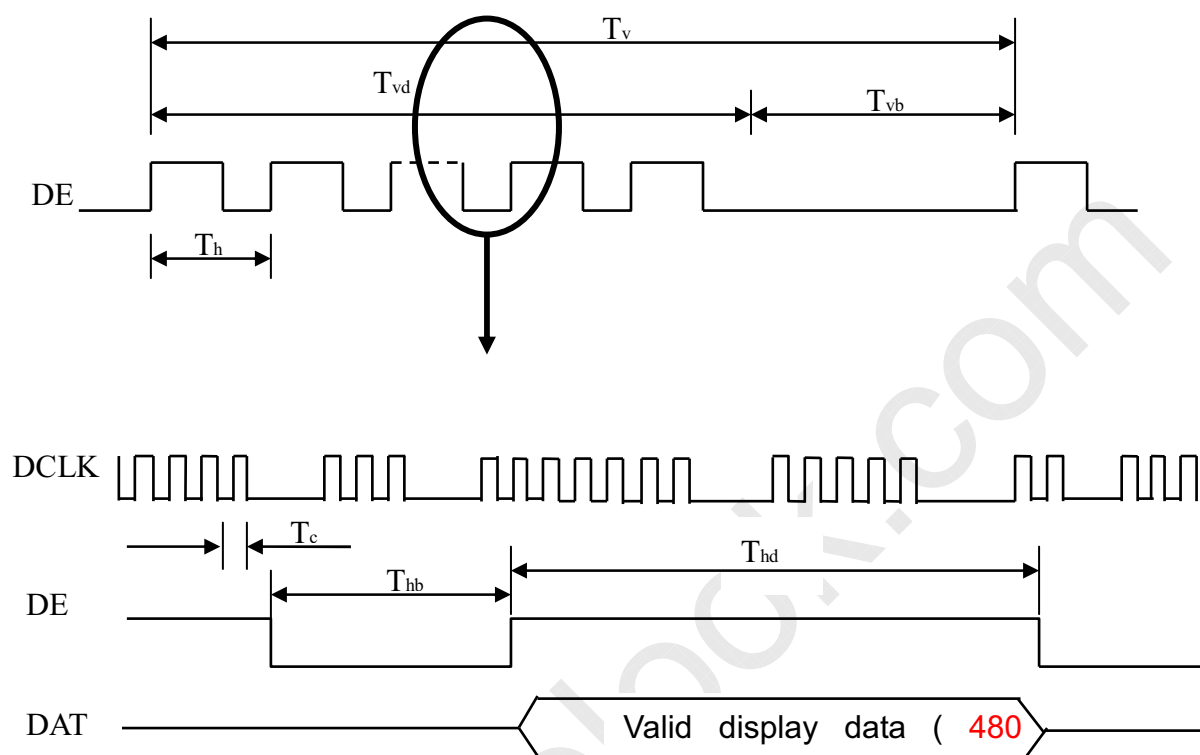 Tv
Tvd
Tvb
DE
Th
DCLK
Tc
Thd
Thb
DE
DAT
Valid display data ( 480